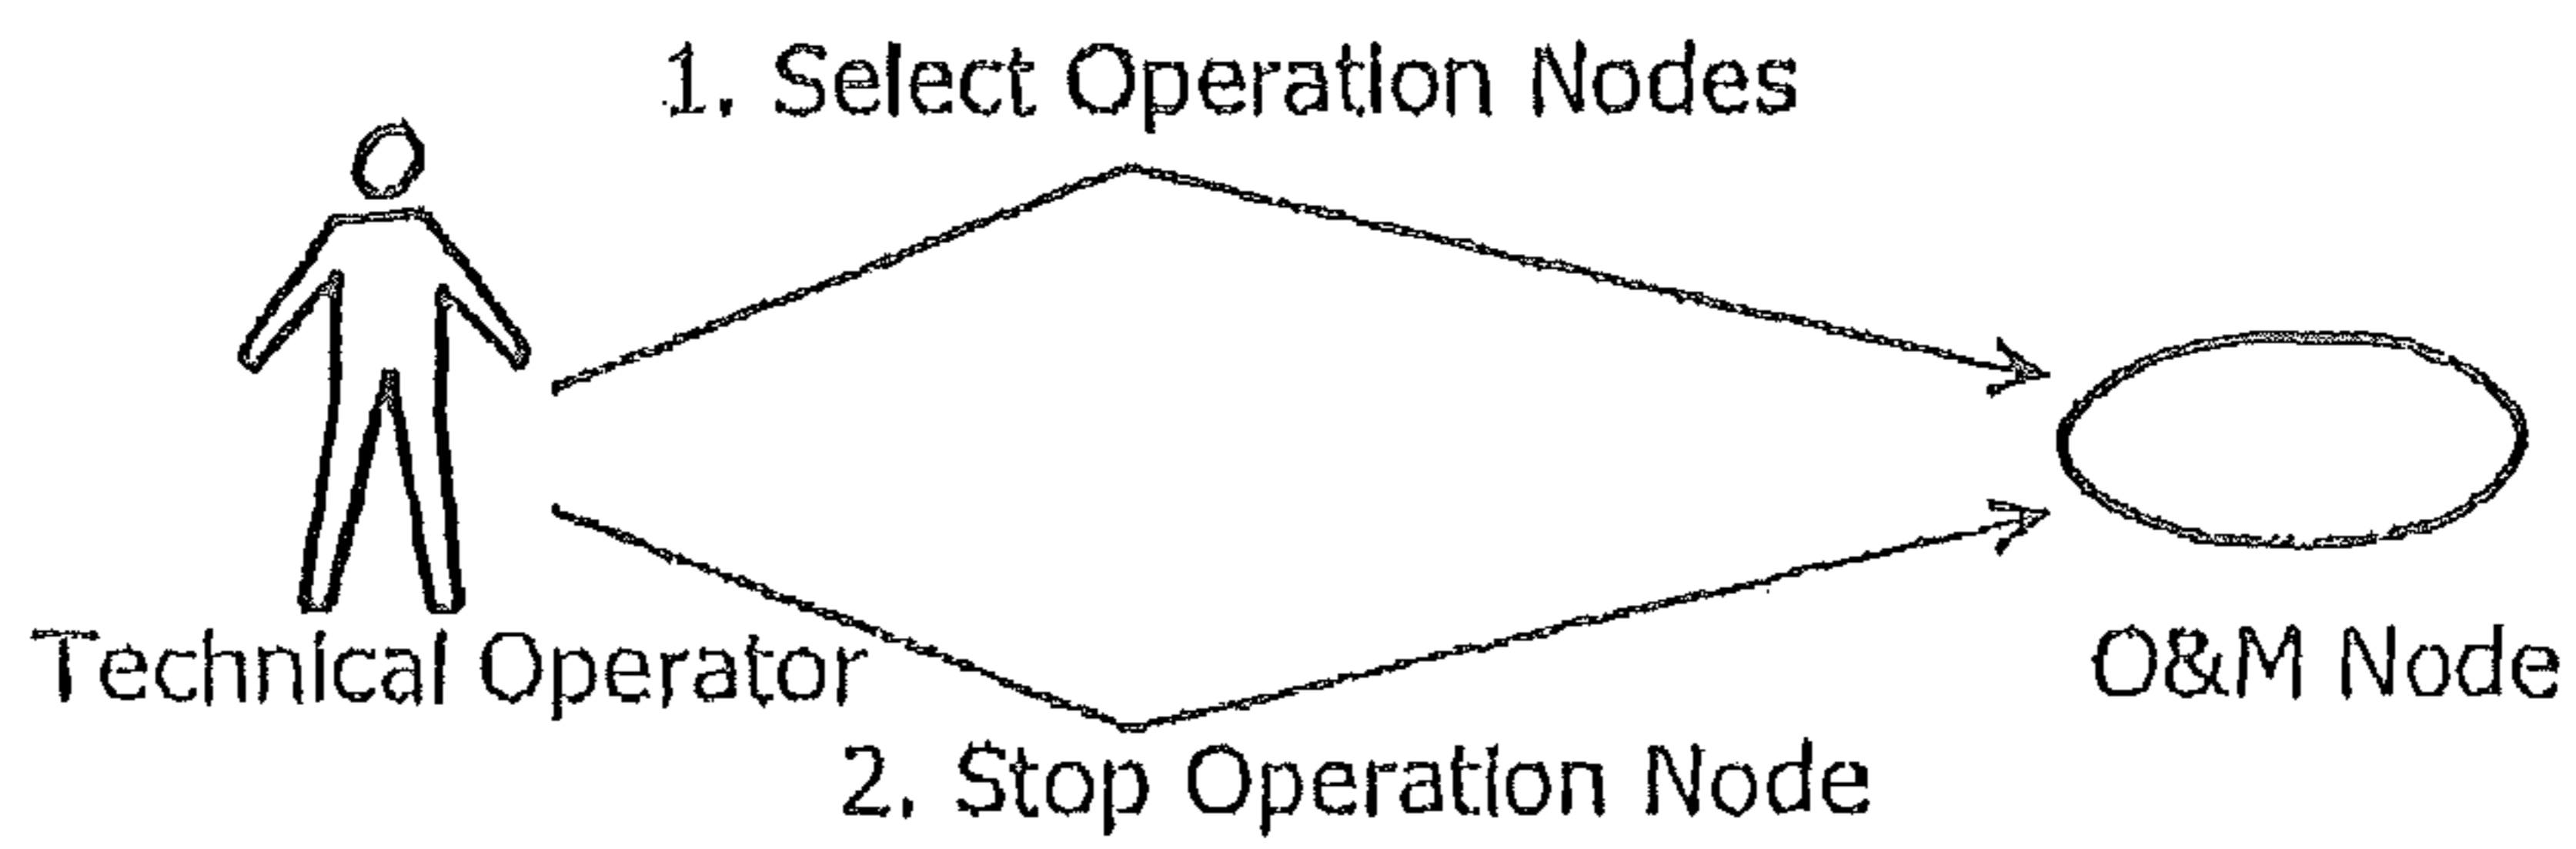 1. Select Operation Nodes
Technical Operator
O&M Node
2. Stop Operation Node